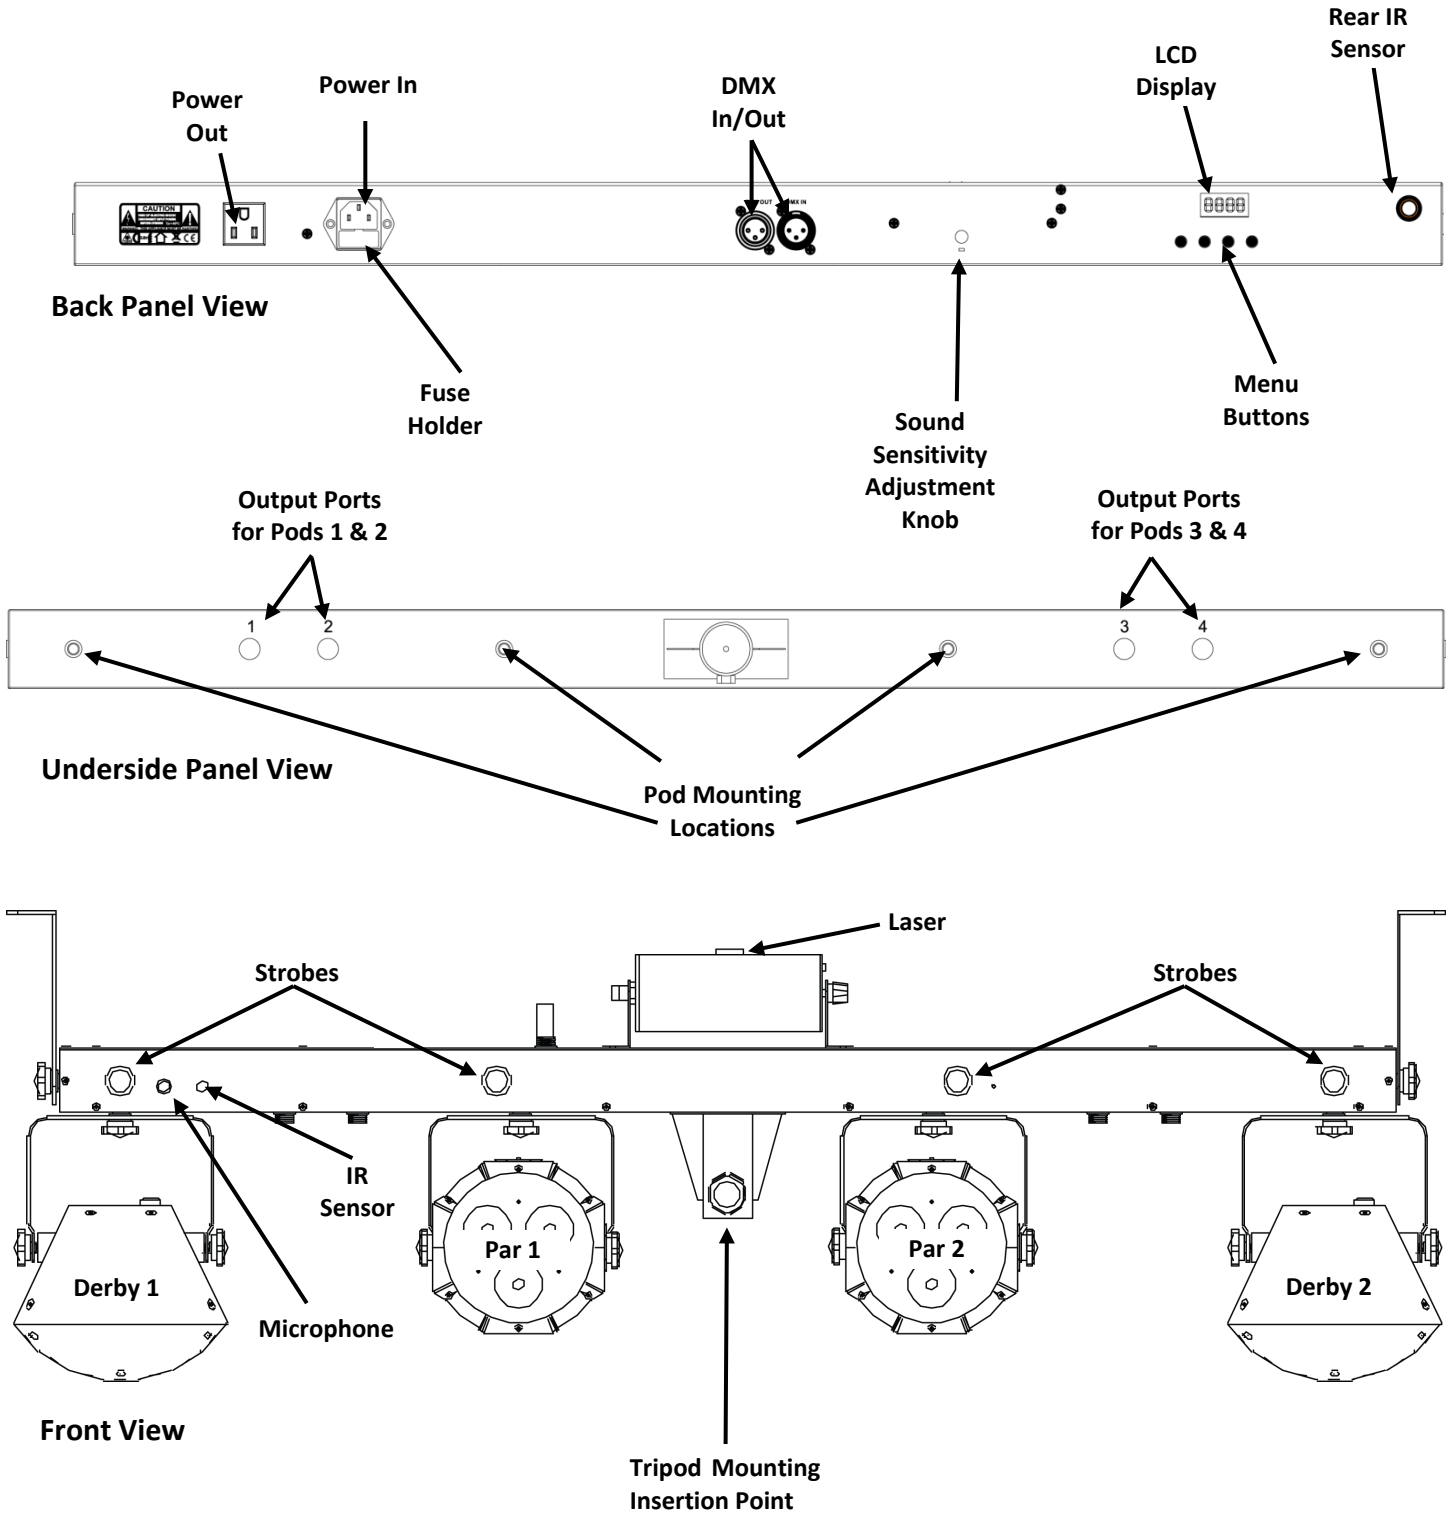 Rear IR
Sensor
LCD
Display
Power In
DMX
In/Out
Power
Out
CAUTION
OUT
DMX IN
Back Panel View
Fuse
Holder
Menu
Buttons
Sound
Sensitivity
Adjustment
Knob
Output Ports
for Pods 1 & 2
Output Ports
for Pods 3 & 4
1
2
3
4
Underside Panel View
Pod Mounting
Locations
Laser
Strobes
Strobes
IR
Sensor
Par 1
Par 2
Derby 1
Derby 2
Microphone
Front View
Tripod Mounting
Insertion Point